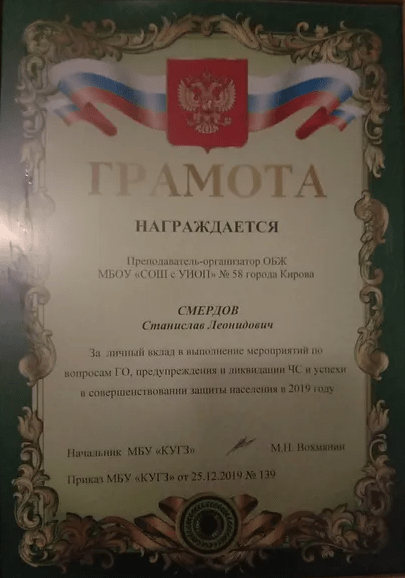 ГРАМОТА
НАГРАЖДАЕТСЯ
Преподаватель-организатор ОБЖ
МБОУ «СОШ с УИОП» № 58 города Кирова
СМЕРДОВ
Станислав Леонидович
За личный вклад в выполнение мероприятий по
вопросам ГО, предупреждения и ликвидации ЧС и успехи
в совершенствовании защиты населения в 2019 году
Начальник МБУ «КУГЗ» М.Н. Вохмянин
Приказ МБУ «КУГЗ» от 25.12.2019 № 139